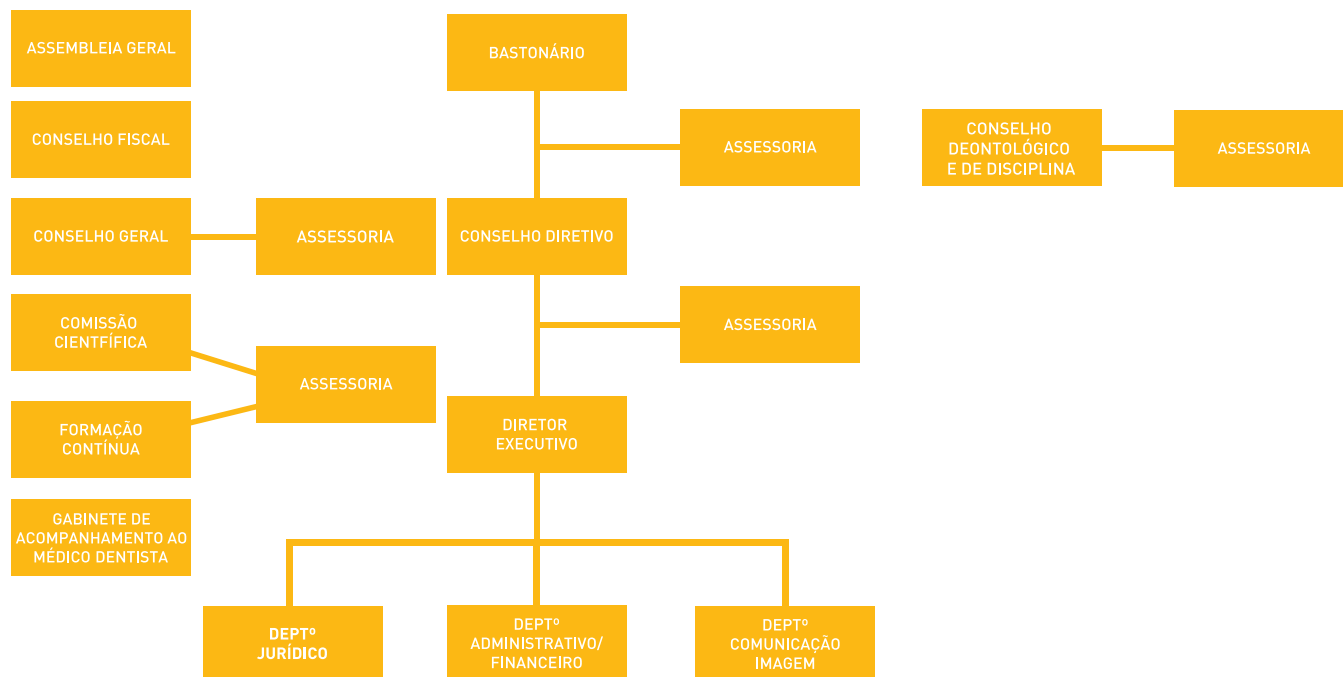 ASSEMBLEIA GERAL
BASTONÁRIO
CONSELHO FISCAL
ASSESSORIA
CONSELHO
DEONTOLÓGICO
E DE DISCIPLINA
ASSESSORIA
CONSELHO GERAL
ASSESSORIA
CONSELHO DIRETIVO
COMISSÃO
CIENTFÍFICA
ASSESSORIA
ASSESSORIA
FORMAÇÃO
CONTÍNUA
DIRETOR
EXECUTIVO
GABINETE DE
ACOMPANHAMENTO AO
MÉDICO DENTISTA
DEPTº
JURÍDICO
DEPTº
ADMINISTRATIVO/
FINANCEIRO
DEPTº
COMUNICAÇÃO
IMAGEM